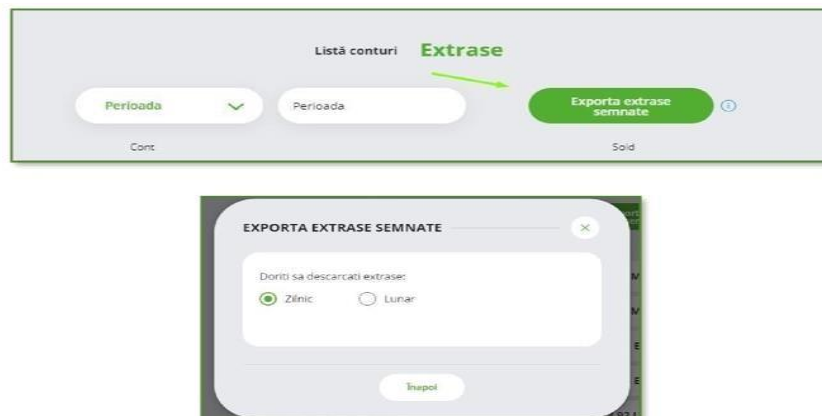 Listă conturi Extrase
Perioada Perioada Exporta extrase semnate
Cont Sold
EXPORTA EXTRASE SEMNATE
Doriti sa descarcati extrase:
Zilnic Lunar
Înapoi